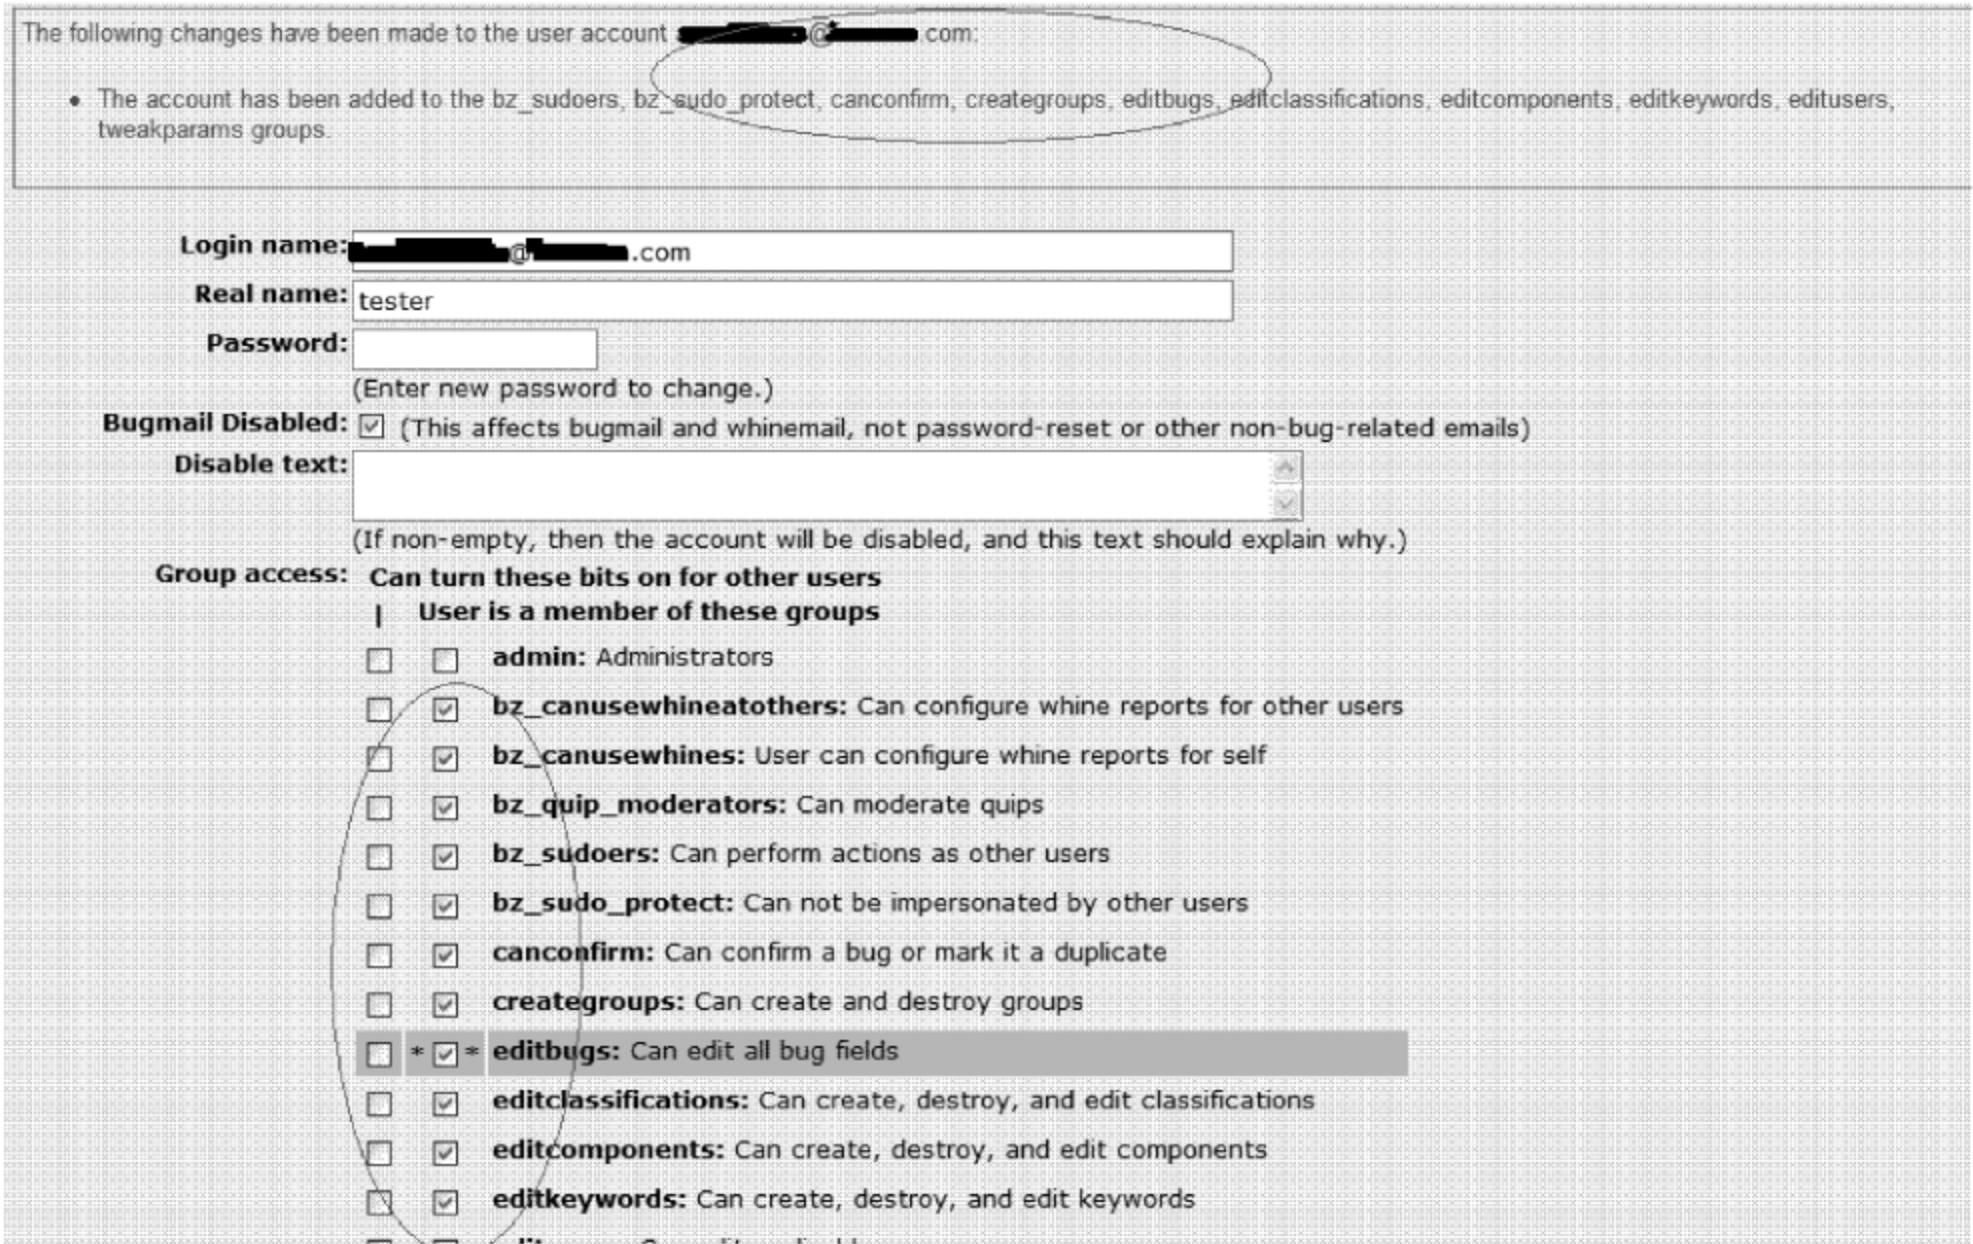 The following changes have been made to the user account @ .com:
• The account has been added to the bz_sudoers, bz_sudo_protect, canconfirm, creategroups, editbugs, editclassifications, editcomponents, editkeywords, editusers,
tweakparams groups.
Login name: @ .com
Real name: tester
Password:
(Enter new password to change.)
Bugmail Disabled: (This affects bugmail and whinemail, not password-reset or other non-bug-related emails)
Disable text:
(If non-empty, then the account will be disabled, and this text should explain why.)
Group access: Can turn these bits on for other users
| User is a member of these groups
admin: Administrators
bz_canusewhineatothers: Can configure whine reports for other users
bz_canusewhines: User can configure whine reports for self
bz_quip_moderators: Can moderate quips
bz_sudoers: Can perform actions as other users
bz_sudo_protect: Can not be impersonated by other users
canconfirm: Can confirm a bug or mark it a duplicate
creategroups: Can create and destroy groups
* * editbugs: Can edit all bug fields
editclassifications: Can create, destroy, and edit classifications
editcomponents: Can create, destroy, and edit components
editkeywords: Can create, destroy, and edit keywords